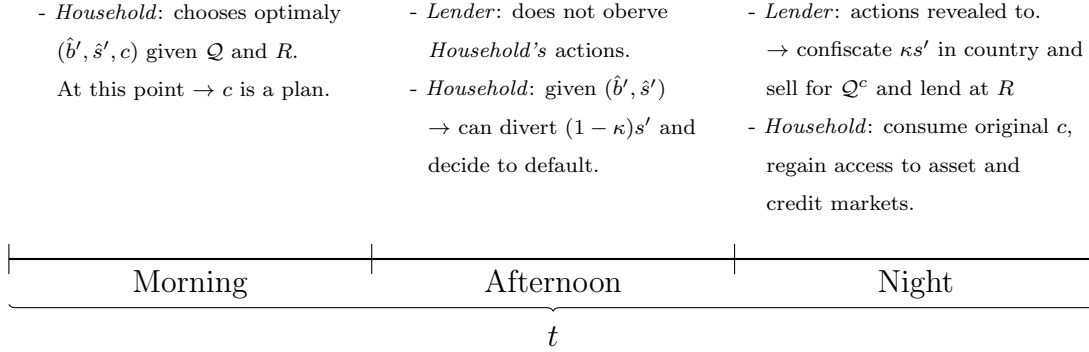 - Household: chooses optimaly
(b̂′, ŝ′, c) given 𝒬 and R.
At this point → c is a plan.
- Lender: does not oberve
Household's actions.
- Household: given (b̂′, ŝ′)
→ can divert (1 − κ)s′ and
decide to default.
- Lender: actions revealed to.
→ confiscate κs′ in country and
sell for 𝒬ᶜ and lend at R
- Household: consume original c,
regain access to asset and
credit markets.
Morning
Afternoon
Night
t